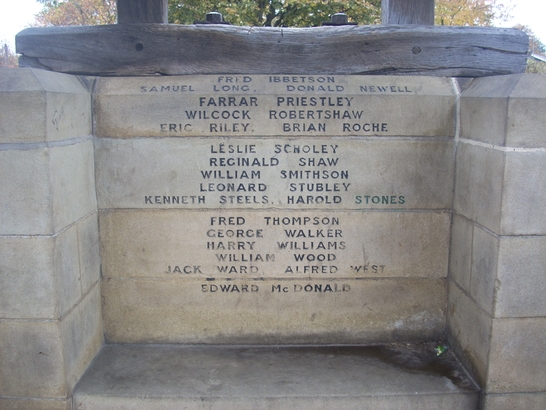 FRED IBBETSON
SAMUEL LONG, DONALD NEWELL
FARRAR PRIESTLEY
WILCOCK ROBERTSHAW
ERIC RILEY, BRIAN ROCHE
LESLIE SCHOLEY
REGINALD SHAW
WILLIAM SMITHSON
LEONARD STUBLEY
KENNETH STEELS, HAROLD STONES
FRED THOMPSON
GEORGE WALKER
HARRY WILLIAMS
WILLIAM WOOD
JACK WARD, ALFRED WEST
EDWARD McDONALD